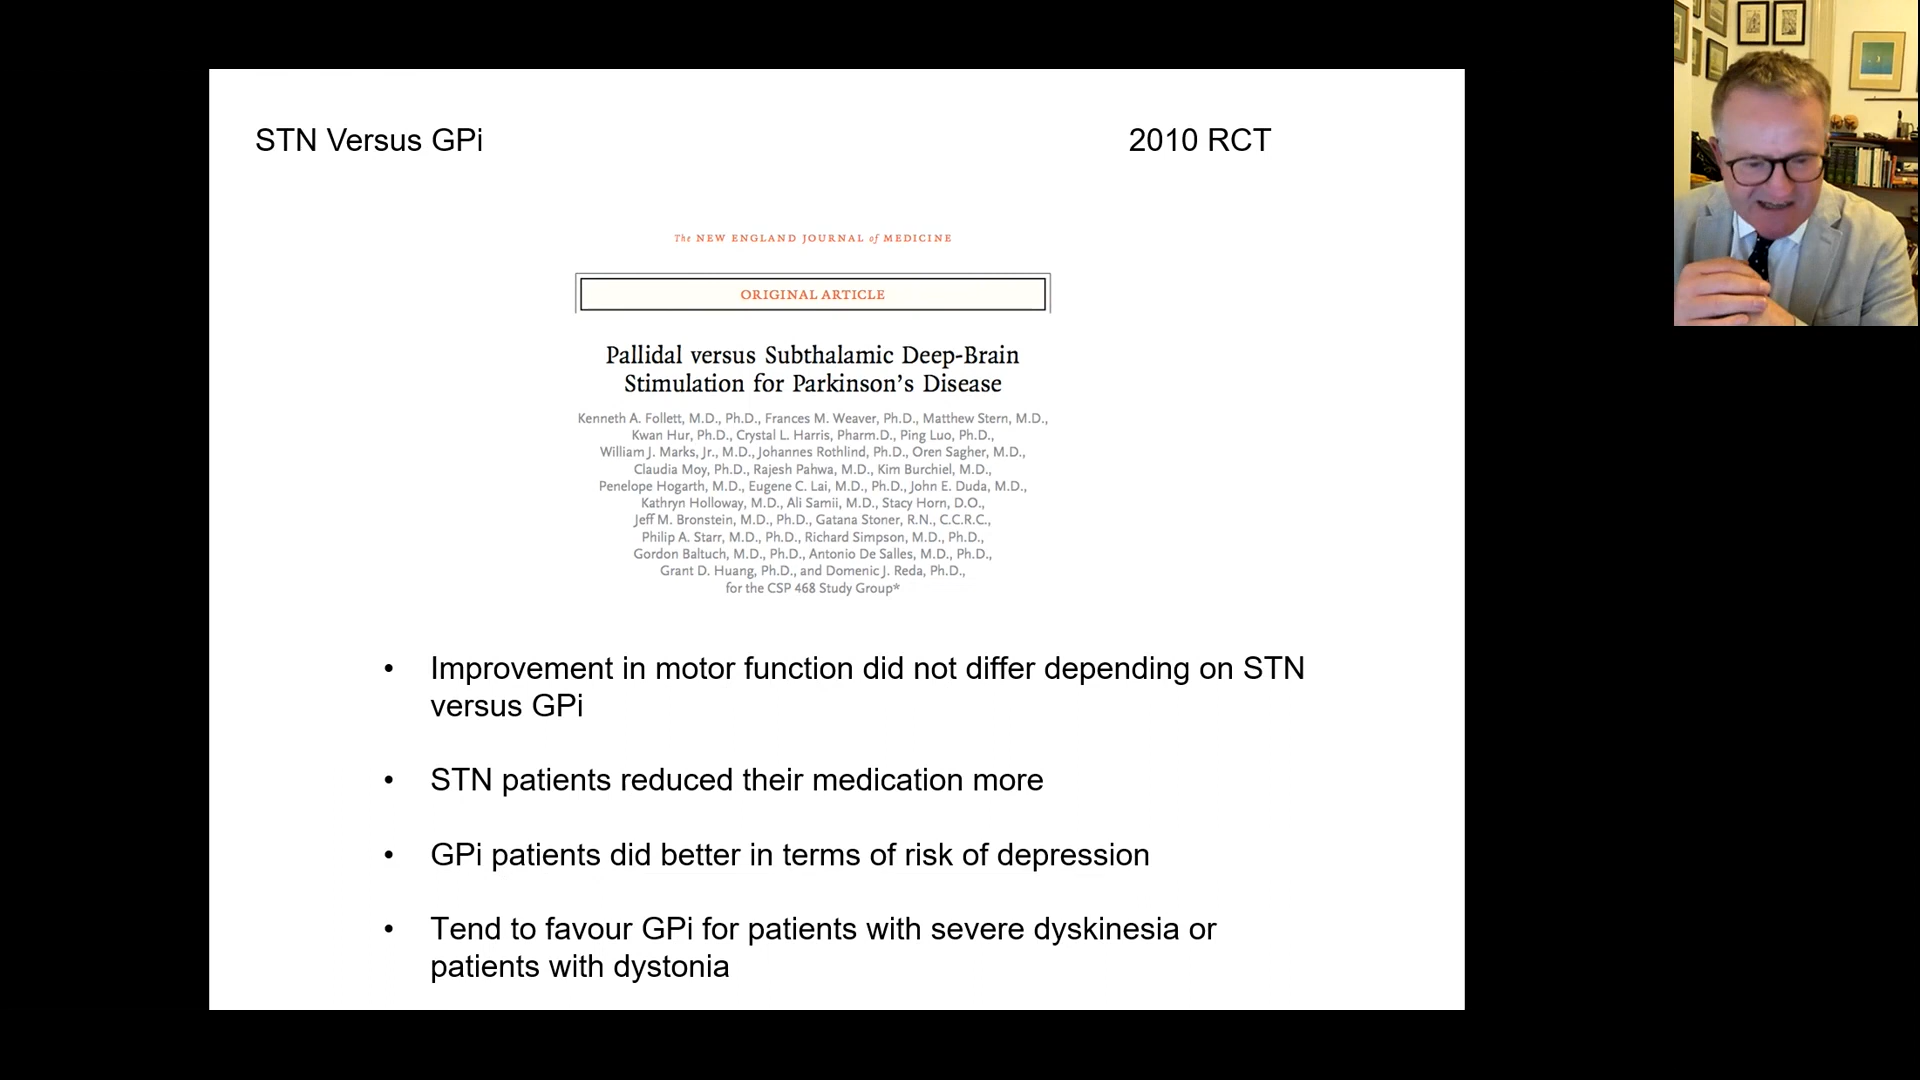 STN Versus GPi
2010 RCT
The NEW ENGLAND JOURNAL of MEDICINE
ORIGINAL ARTICLE
Pallidal versus Subthalamic Deep-Brain
Stimulation for Parkinson's Disease
Kenneth A. Follett, M.D., Ph.D., Frances M. Weaver, Ph.D., Matthew Stern, M.D.,
Kwan Hur, Ph.D., Crystal L. Harris, Pharm.D., Ping Luo, Ph.D.,
William J. Marks, Jr., M.D., Johannes Rothlind, Ph.D., Oren Sagher, M.D.,
Claudia Moy, Ph.D., Rajesh Pahwa, M.D., Kim Burchiel, M.D.,
Penelope Hogarth, M.D., Eugene C. Lai, M.D., Ph.D., John E. Duda, M.D.,
Kathryn Holloway, M.D., Ali Samii, M.D., Stacy Horn, D.O.,
Jeff M. Bronstein, M.D., Ph.D., Gatana Stoner, R.N., C.C.R.C.,
Philip A. Starr, M.D., Ph.D., Richard Simpson, M.D., Ph.D.,
Gordon Baltuch, M.D., Ph.D., Antonio De Salles, M.D., Ph.D.,
Grant D. Huang, Ph.D., and Domenic J. Reda, Ph.D.,
for the CSP 468 Study Group*
• Improvement in motor function did not differ depending on STN
versus GPi
• STN patients reduced their medication more
• GPi patients did better in terms of risk of depression
• Tend to favour GPi for patients with severe dyskinesia or
patients with dystonia